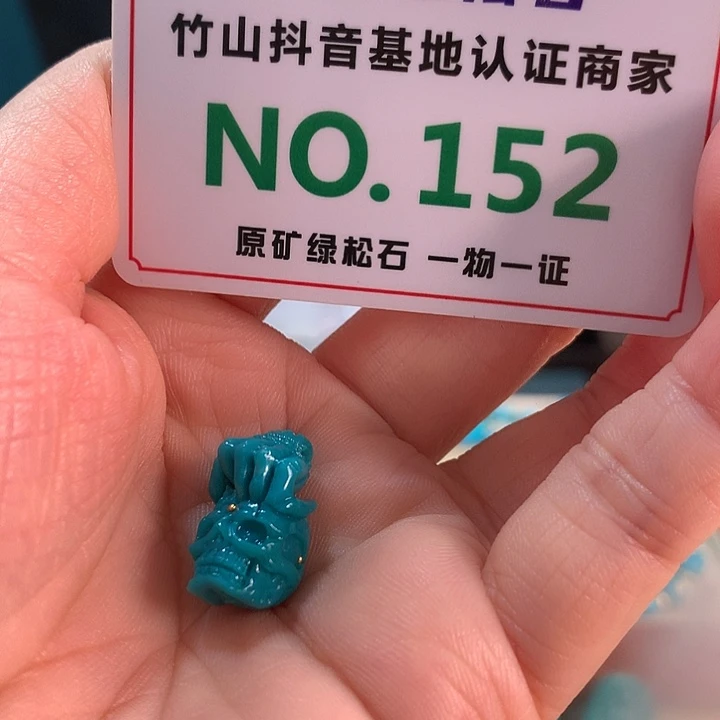 竹山抖音基地认证商家
NO.152
原矿绿松石 一物一证